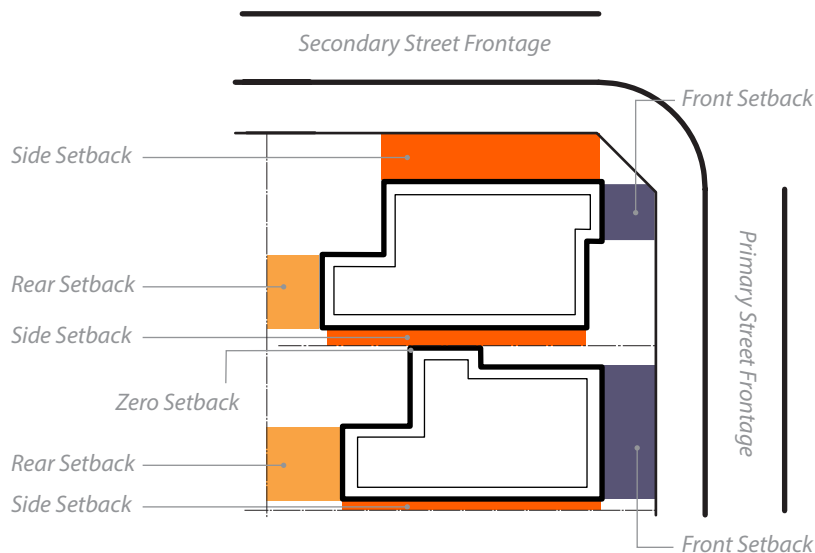 Secondary Street Frontage
Front Setback
Side Setback
Primary Street Frontage
Rear Setback
Side Setback
Zero Setback
Rear Setback
Side Setback
Front Setback